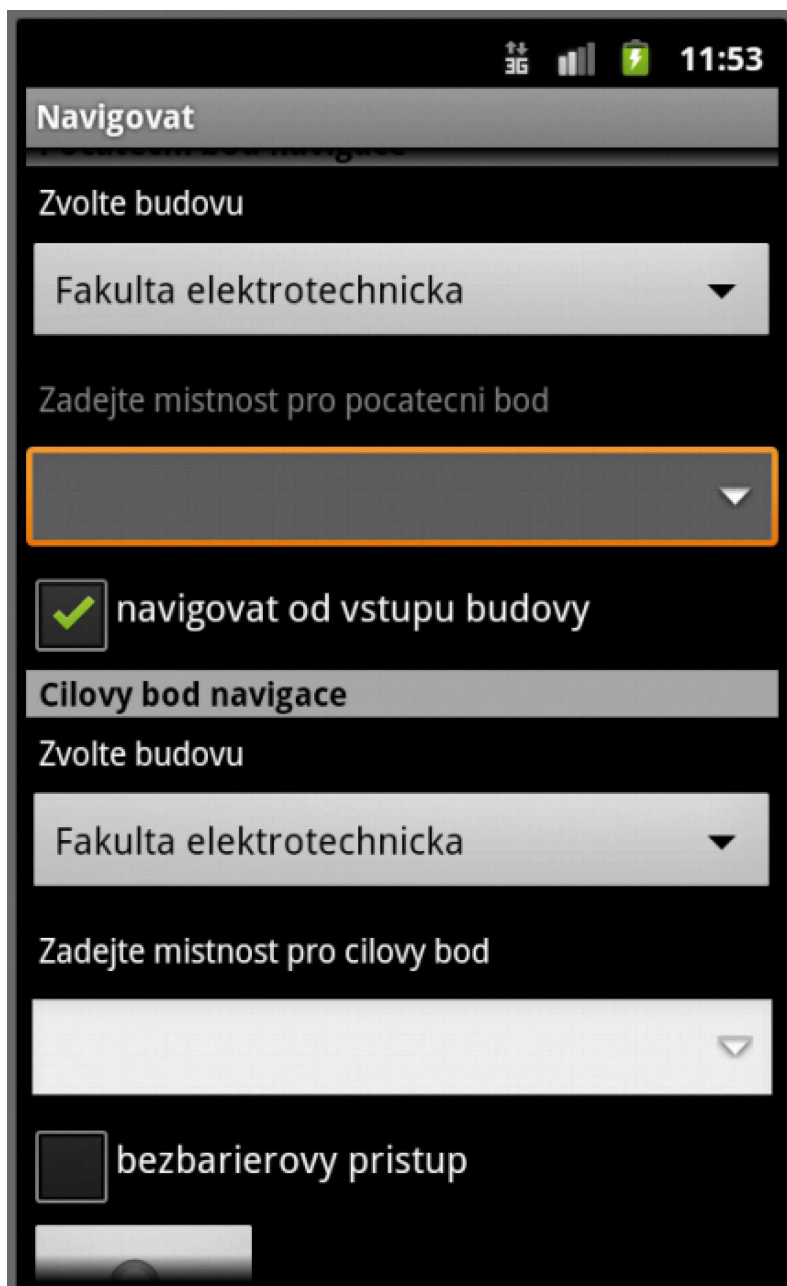 3G 11:53
Navigovat
Zvolte budovu
Fakulta elektrotechnicka
Zadejte mistnost pro pocatecni bod
navigovat od vstupu budovy
Cilovy bod navigace
Zvolte budovu
Fakulta elektrotechnicka
Zadejte mistnost pro cilovy bod
bezbarierovy pristup